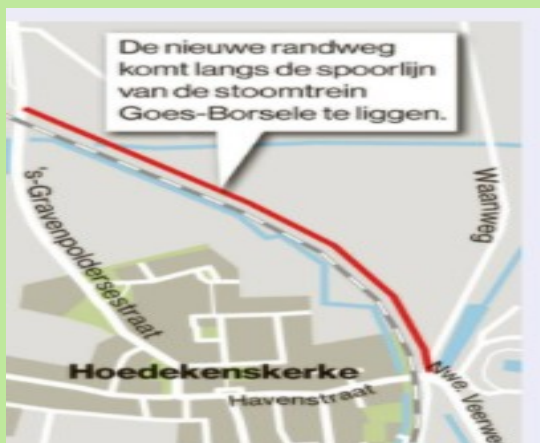 De nieuwe randweg
komt langs de spoorlijn
van de stoomtrein
Goes-Borsele te liggen.
's-Gravenpoldersestraat
Waanweg
Hoedekenskerke
Havenstraat
Nwe. Veerwe